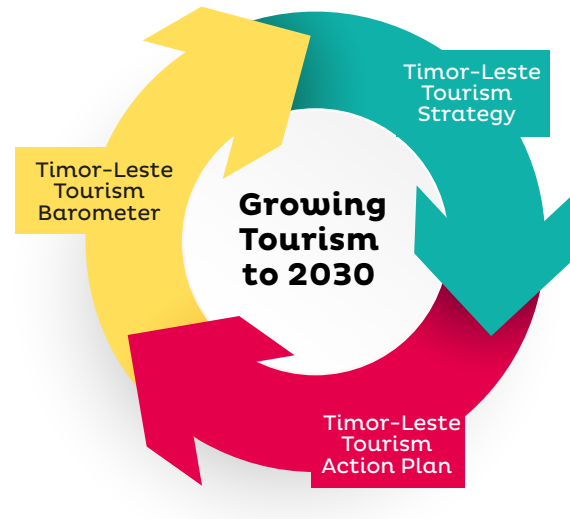 Timor-Leste
Tourism
Strategy
Timor-Leste
Tourism
Barometer
Growing
Tourism
to 2030
Timor-Leste
Tourism
Action Plan